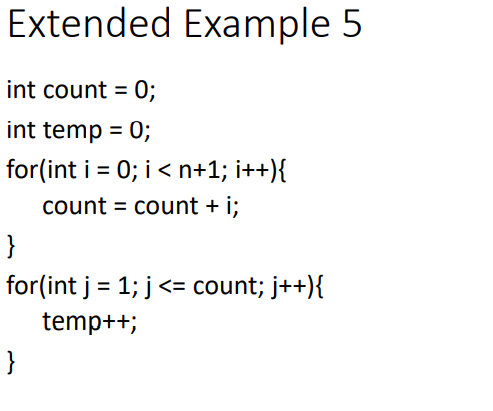 Extended Example 5
int count = 0;
int temp = 0;
for(int i = 0; i < n+1; i++){
count = count + i;
}
for(int j = 1; j <= count; j++){
temp++;
}